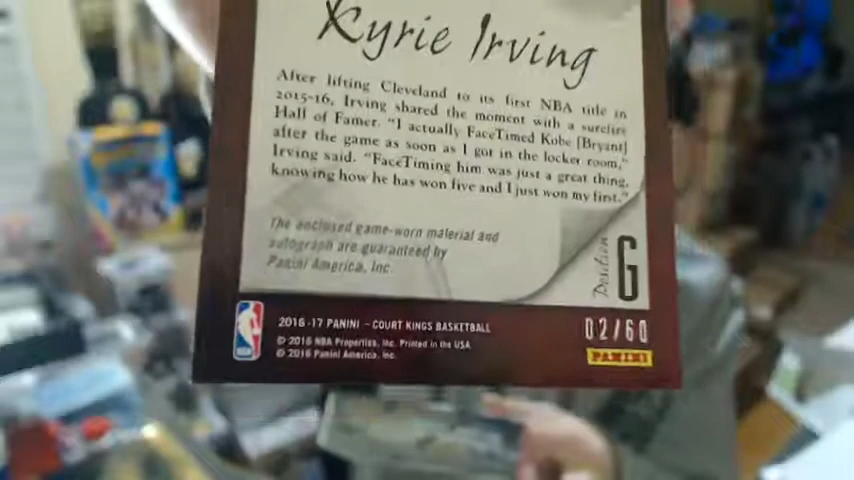 Kyrie Irving
After lifting Cleveland to its first NBA title in
2015-16, Irving shared the moment with a surefire
Hall of Famer. "I actually FaceTimed Kobe [Bryant]
after the game as soon as I got in the locker room,"
Irving said. "FaceTiming him was just a great thing,
knowing how he has won five and I just won my first."
The enclosed game-worn material and
autograph are guaranteed by
Panini America, Inc.
Position
G
2016-17 PANINI – COURT KINGS BASKETBALL
© 2016 NBA Properties, Inc. Printed in the USA.
© 2016 Panini America, Inc.
02/60
PANINI